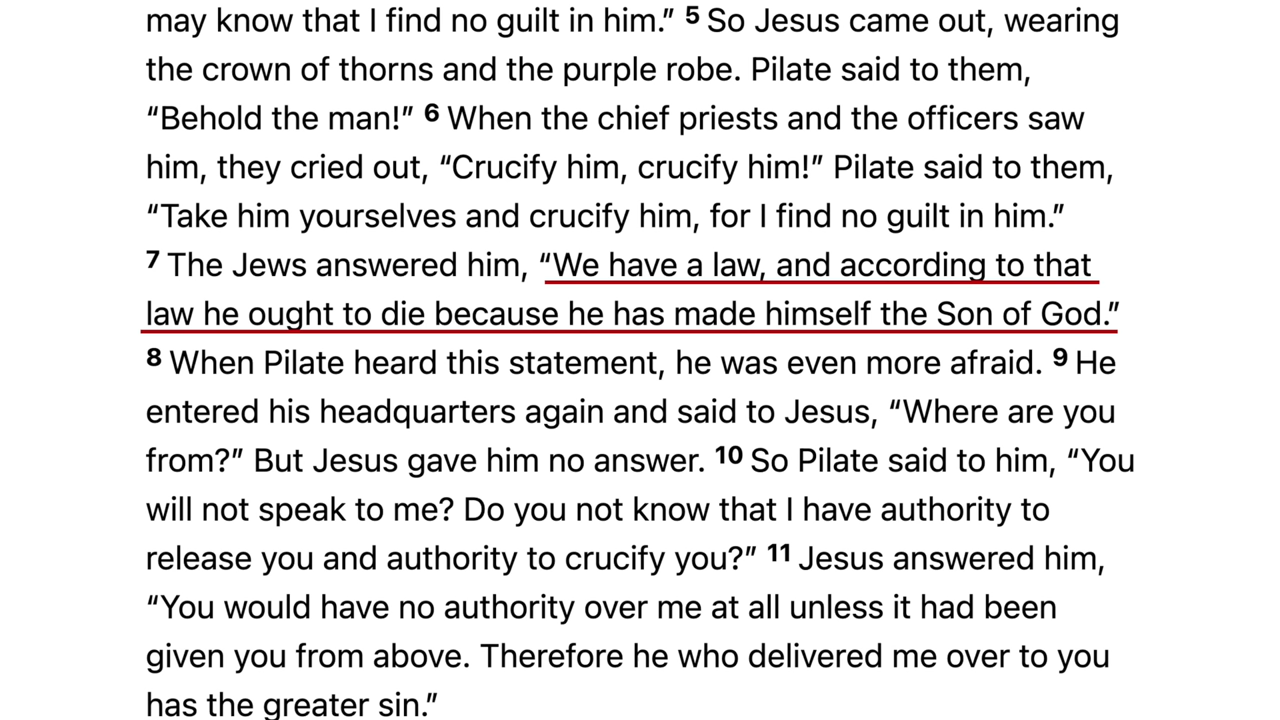 may know that I find no guilt in him.” 5 So Jesus came out, wearing
the crown of thorns and the purple robe. Pilate said to them,
“Behold the man!” 6 When the chief priests and the officers saw
him, they cried out, “Crucify him, crucify him!” Pilate said to them,
“Take him yourselves and crucify him, for I find no guilt in him.”
7 The Jews answered him, “We have a law, and according to that
law he ought to die because he has made himself the Son of God.”
8 When Pilate heard this statement, he was even more afraid. 9 He
entered his headquarters again and said to Jesus, “Where are you
from?” But Jesus gave him no answer. 10 So Pilate said to him, “You
will not speak to me? Do you not know that I have authority to
release you and authority to crucify you?” 11 Jesus answered him,
“You would have no authority over me at all unless it had been
given you from above. Therefore he who delivered me over to you
has the greater sin.”